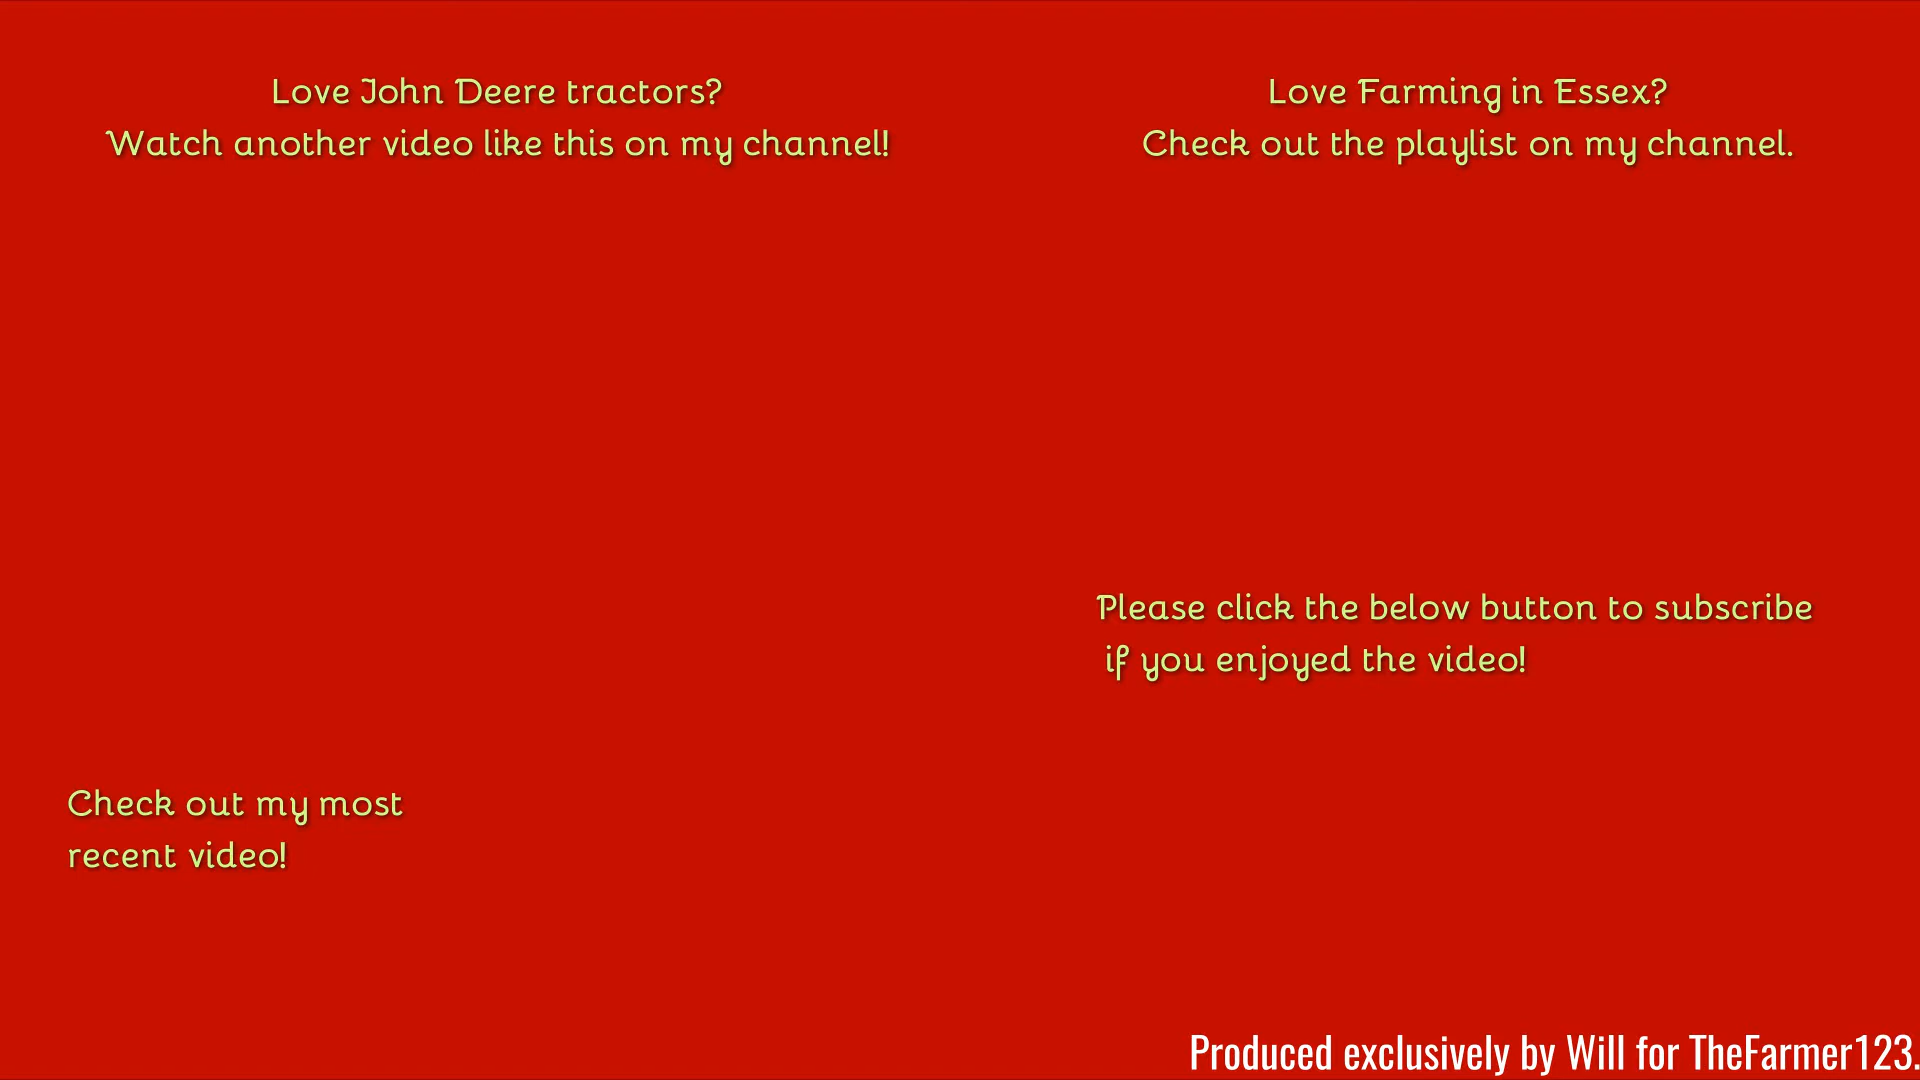 Love John Deere tractors?
Watch another video like this on my channel!
Love Farming in Essex?
Check out the playlist on my channel.
Please click the below button to subscribe
if you enjoyed the video!
Check out my most
recent video!
Produced exclusively by Will for TheFarmer123.